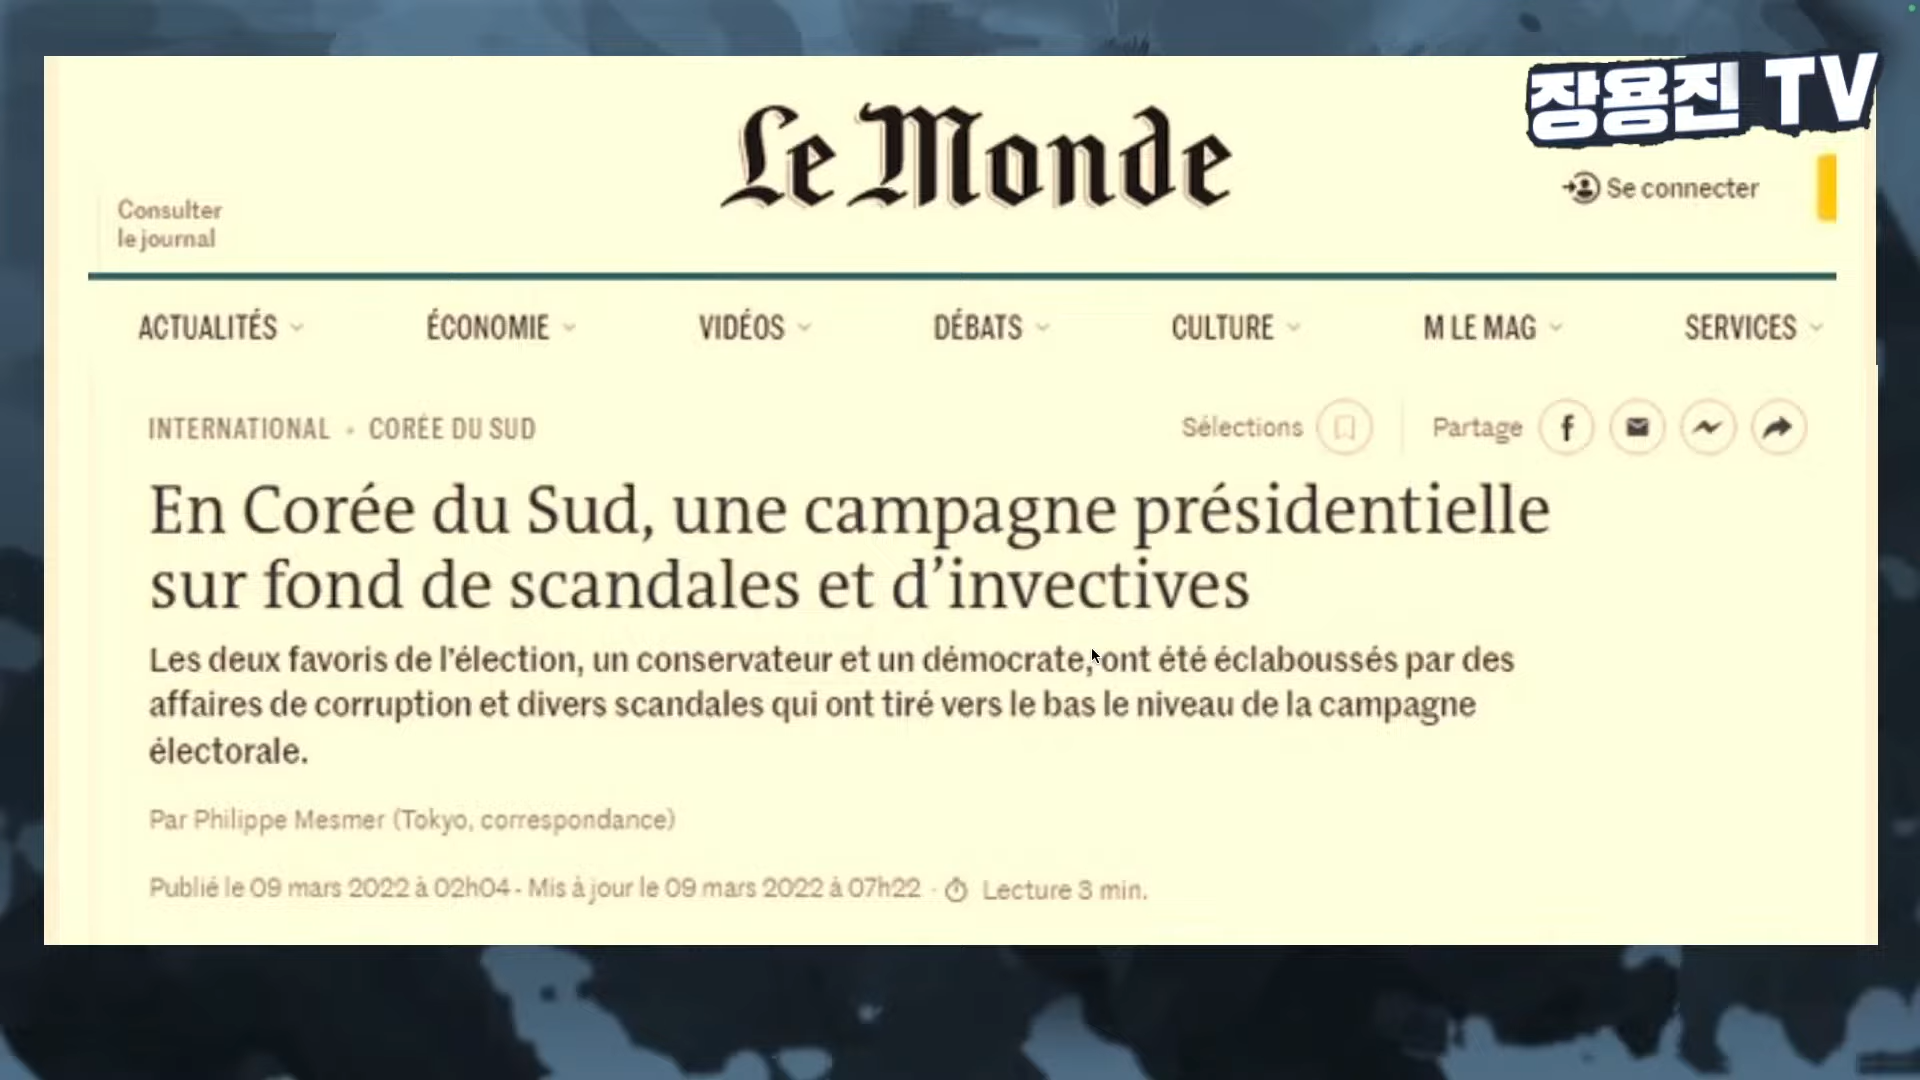 장용진 TV
Le Monde
Se connecter
Consulter
le journal
ACTUALITÉS ÉCONOMIE VIDÉOS DÉBATS CULTURE M LE MAG SERVICES
INTERNATIONAL • CORÉE DU SUD
Sélections Partage
En Corée du Sud, une campagne présidentielle
sur fond de scandales et d’invectives
Les deux favoris de l’élection, un conservateur et un démocrate, ont été éclaboussés par des
affaires de corruption et divers scandales qui ont tiré vers le bas le niveau de la campagne
électorale.
Par Philippe Mesmer (Tokyo, correspondance)
Publié le 09 mars 2022 à 02h04 - Mis à jour le 09 mars 2022 à 07h22 · Lecture 3 min.